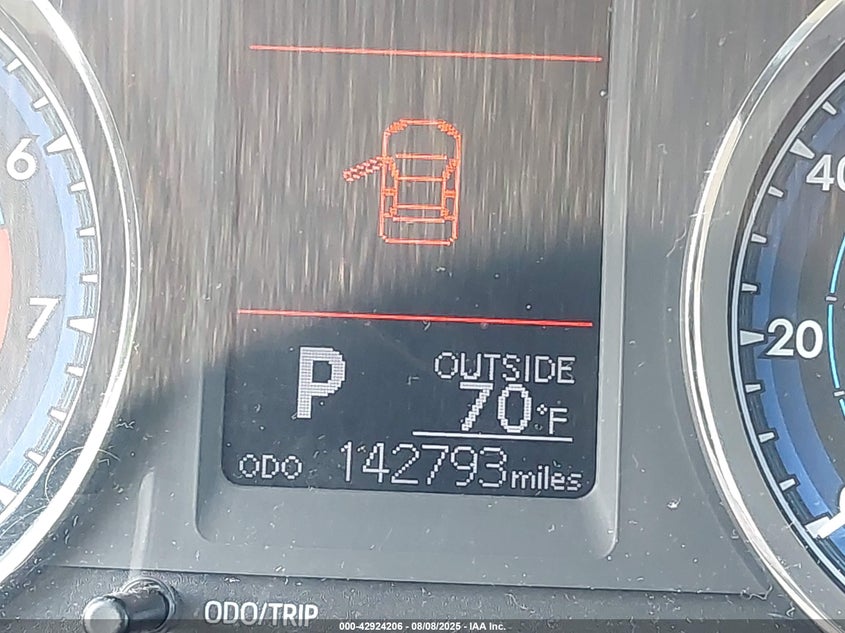 6
7
40
20
P
OUTSIDE
70°F
ODO 142793 miles
ODO/TRIP
000-42924206 - 08/08/2025 - IAA Inc.